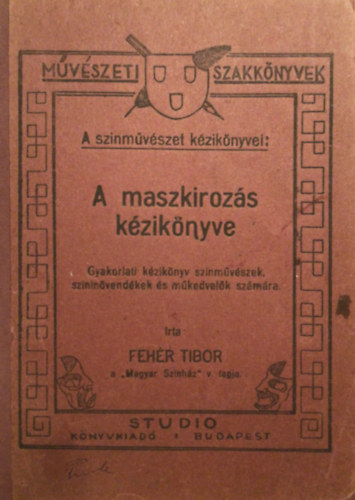 MŰVÉSZETI SZAKKÖNYVEK
A szinművészet kézikönyvei:
A maszkirozás
kézikönyve
Gyakorlati kézikönyv szinművészek,
szininövendékek és műkedvelők számára.
Irta
FEHÉR TIBOR
a „Magyar Szinház" v. tagja.
STUDIO
KÖNYVKIADÓ • BUDAPEST